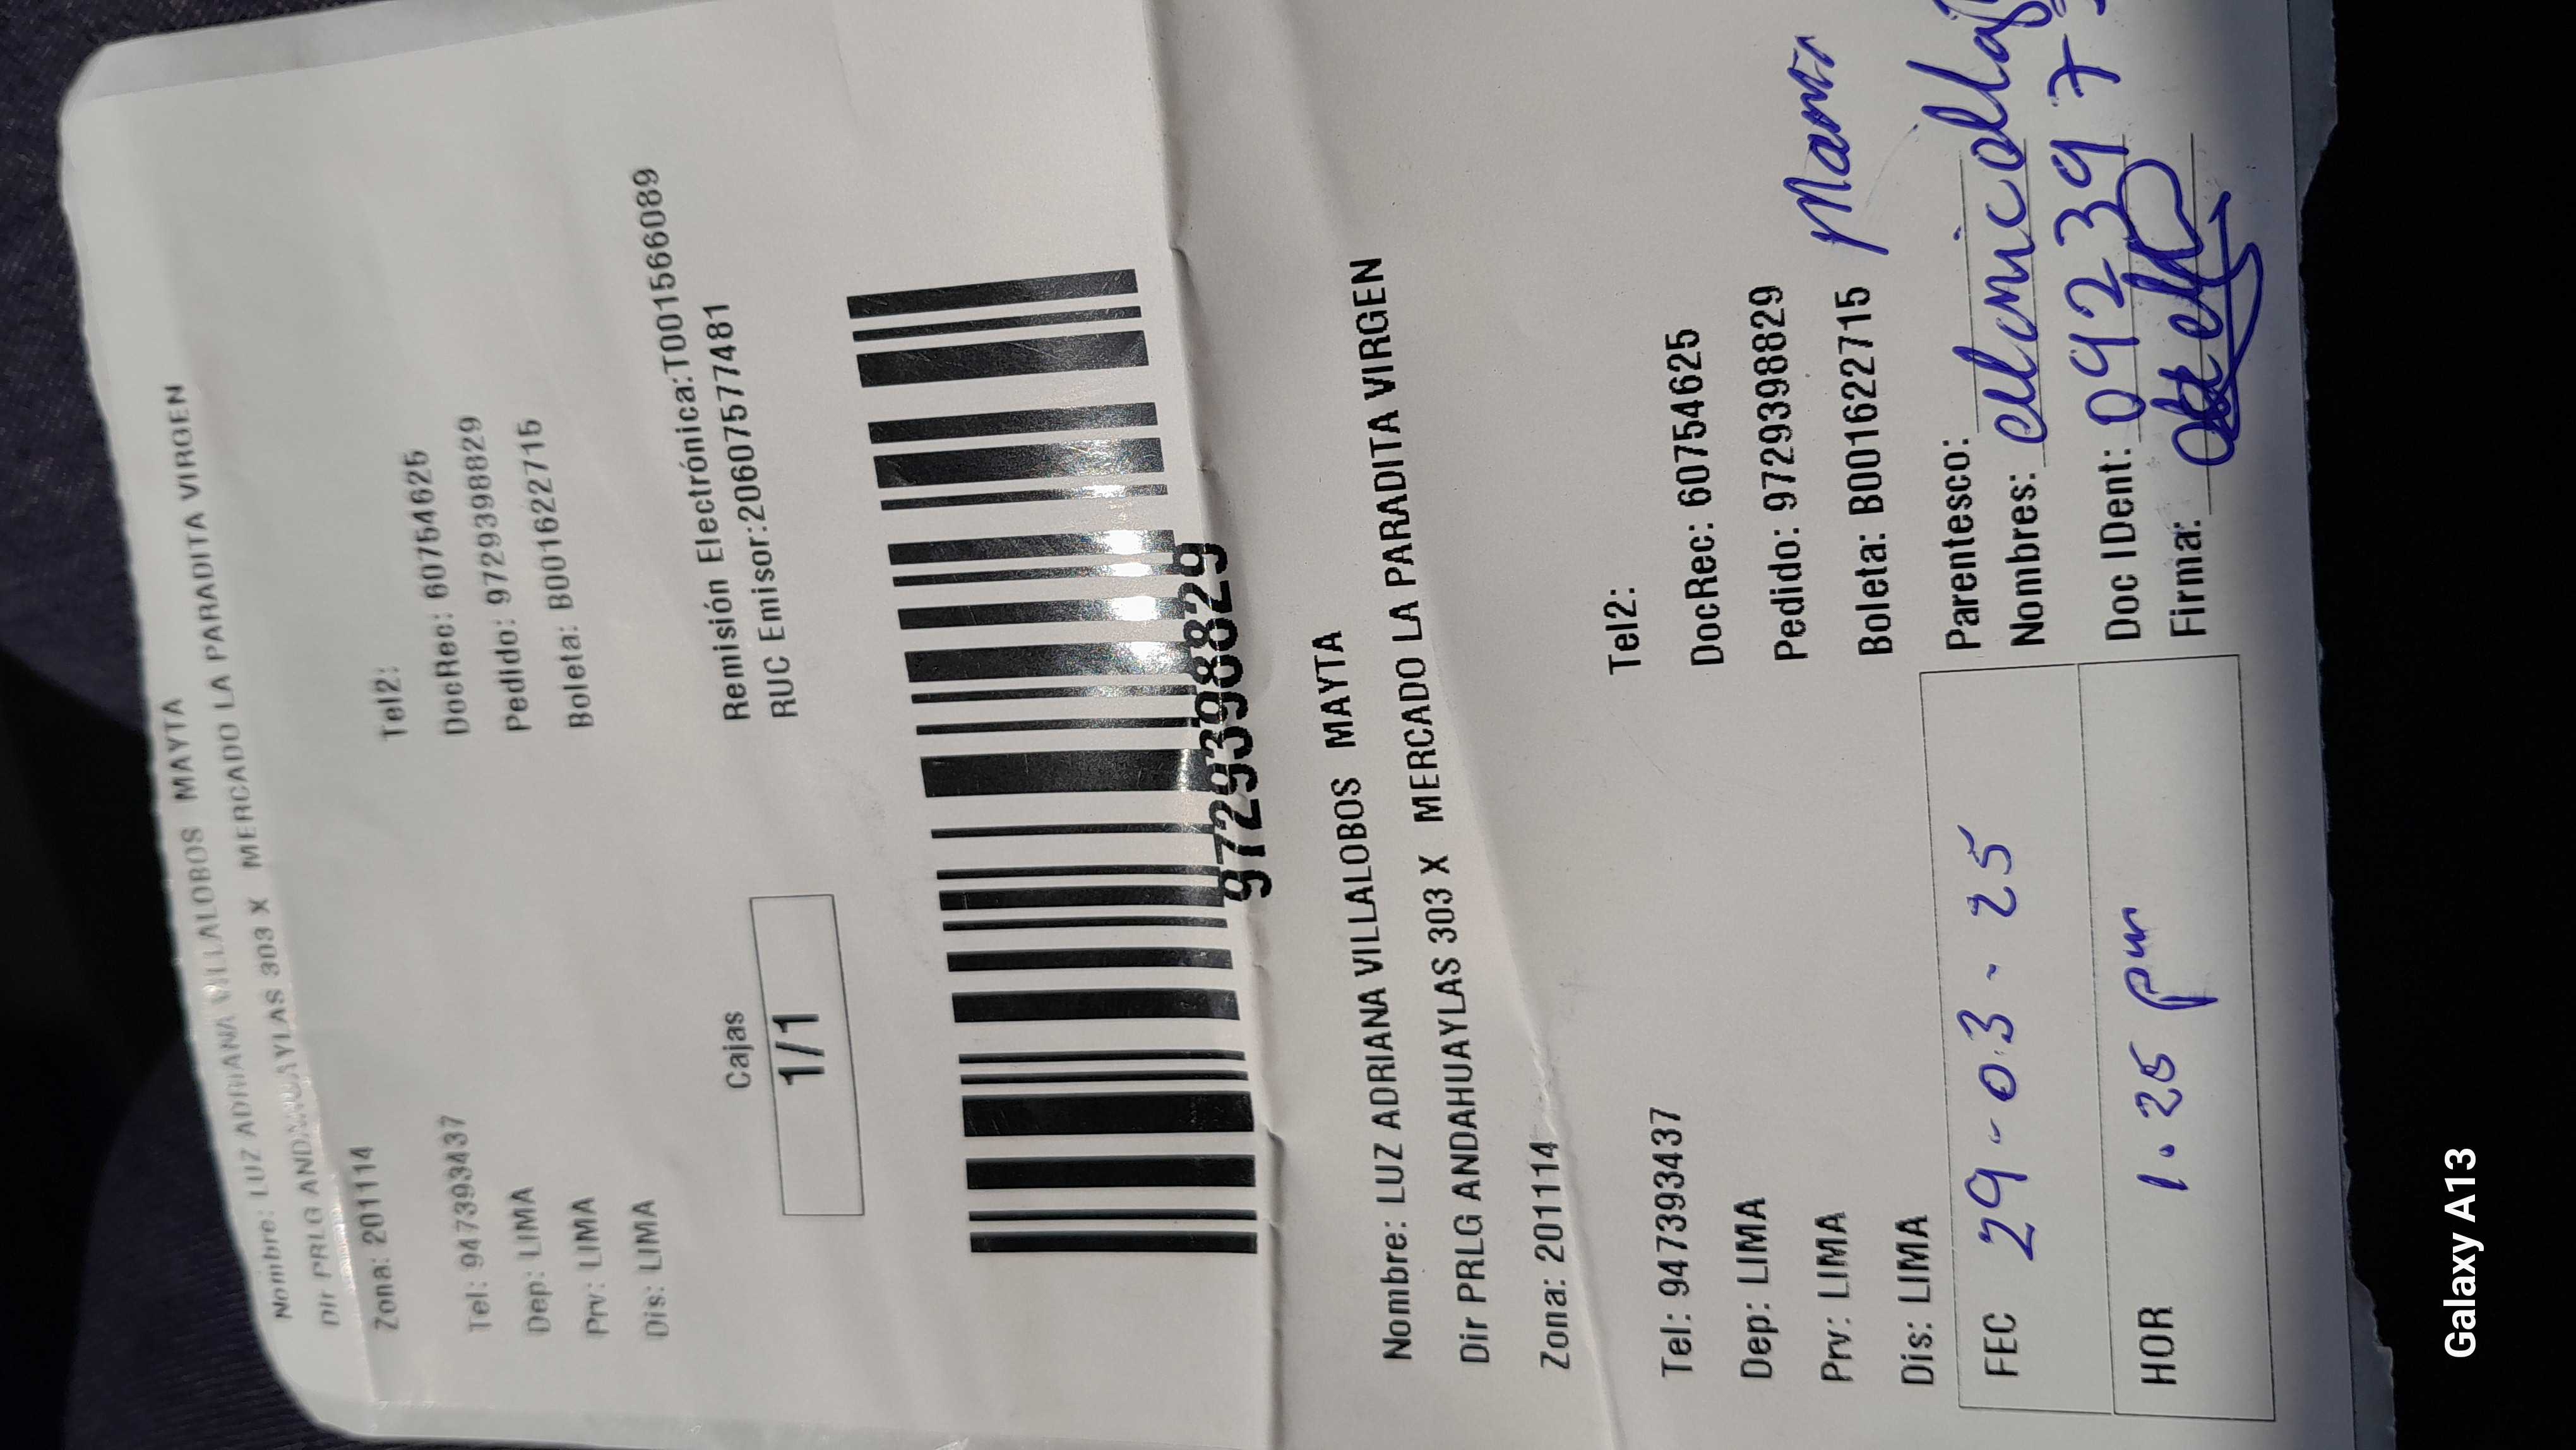 Nombre: LUZ ADRIANA VILLALOBOS MAYTA
Dir PRLG ANDAHUAYLAS 303 X MERCADO LA PARADITA VIRGEN
Zona: 201114
Tel: 947393437 Tel2:
Dep: LIMA DocRec: 60754625
Prv: LIMA Pedido: 9729398829
Dis: LIMA Boleta: B001622715
Cajas Remisión Electrónica:T001566089
1/1 RUC Emisor:20607577481
9729398829
Nombre: LUZ ADRIANA VILLALOBOS MAYTA
Dir PRLG ANDAHUAYLAS 303 X MERCADO LA PARADITA VIRGEN
Zona: 201114
Tel: 947393437 Tel2:
Dep: LIMA DocRec: 60754625
Prv: LIMA Pedido: 9729398829
Dis: LIMA Boleta: B001622715
FEC 29-03-25 Parentesco:
Nombres:
HOR 1.25 pm Doc IDent: 0942397
Firma:
Galaxy A13